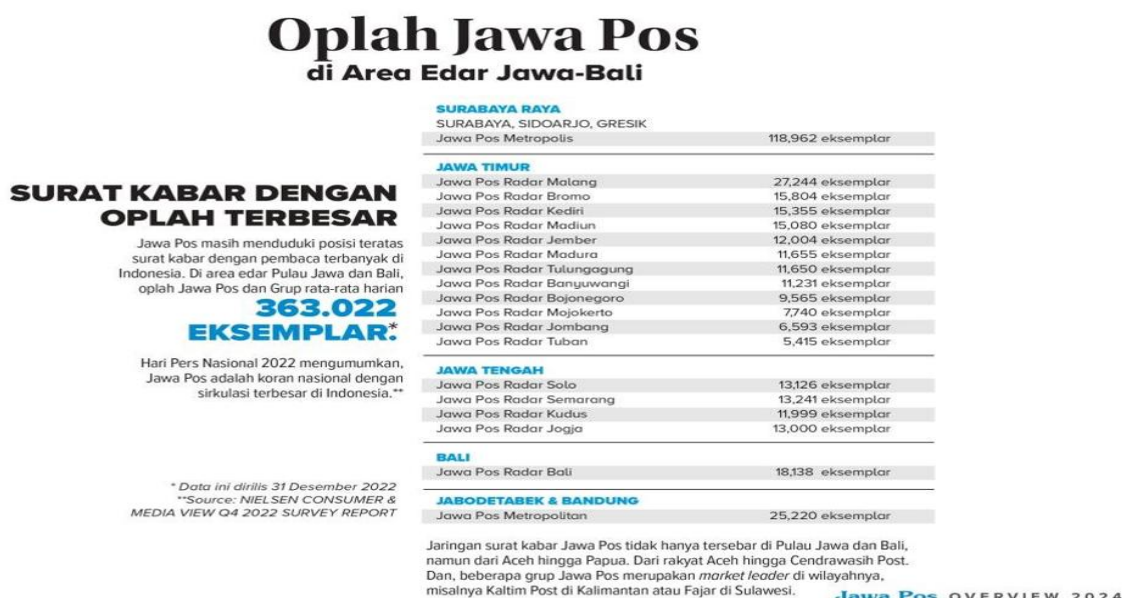 Oplah Jawa Pos
di Area Edar Jawa-Bali
SURAT KABAR DENGAN
OPLAH TERBESAR
Jawa Pos masih menduduki posisi teratas
surat kabar dengan pembaca terbanyak di
Indonesia. Di area edar Pulau Jawa dan Bali,
oplah Jawa Pos dan Grup rata-rata harian
363.022
EKSEMPLAR.*
Hari Pers Nasional 2022 mengumumkan,
Jawa Pos adalah koran nasional dengan
sirkulasi terbesar di Indonesia.**
* Data ini dirilis 31 Desember 2022
**Source: NIELSEN CONSUMER &
MEDIA VIEW Q4 2022 SURVEY REPORT
SURABAYA RAYA
SURABAYA, SIDOARJO, GRESIK
Jawa Pos Metropolis 118,962 eksemplar
JAWA TIMUR
Jawa Pos Radar Malang 27,244 eksemplar
Jawa Pos Radar Bromo 15,804 eksemplar
Jawa Pos Radar Kediri 15,355 eksemplar
Jawa Pos Radar Madiun 15,080 eksemplar
Jawa Pos Radar Jember 12,004 eksemplar
Jawa Pos Radar Madura 11,655 eksemplar
Jawa Pos Radar Tulungagung 11,650 eksemplar
Jawa Pos Radar Banyuwangi 11,231 eksemplar
Jawa Pos Radar Bojonegoro 9,565 eksemplar
Jawa Pos Radar Mojokerto 7,740 eksemplar
Jawa Pos Radar Jombang 6,593 eksemplar
Jawa Pos Radar Tuban 5,415 eksemplar
JAWA TENGAH
Jawa Pos Radar Solo 13,126 eksemplar
Jawa Pos Radar Semarang 13,241 eksemplar
Jawa Pos Radar Kudus 11,999 eksemplar
Jawa Pos Radar Jogja 13,000 eksemplar
BALI
Jawa Pos Radar Bali 18,138 eksemplar
JABODETABEK & BANDUNG
Jawa Pos Metropolitan 25,220 eksemplar
Jaringan surat kabar Jawa Pos tidak hanya tersebar di Pulau Jawa dan Bali,
namun dari Aceh hingga Papua. Dari rakyat Aceh hingga Cendrawasih Post.
Dan, beberapa grup Jawa Pos merupakan market leader di wilayahnya,
misalnya Kaltim Post di Kalimantan atau Fajar di Sulawesi.
Jawa Pos OVERVIEW 2024